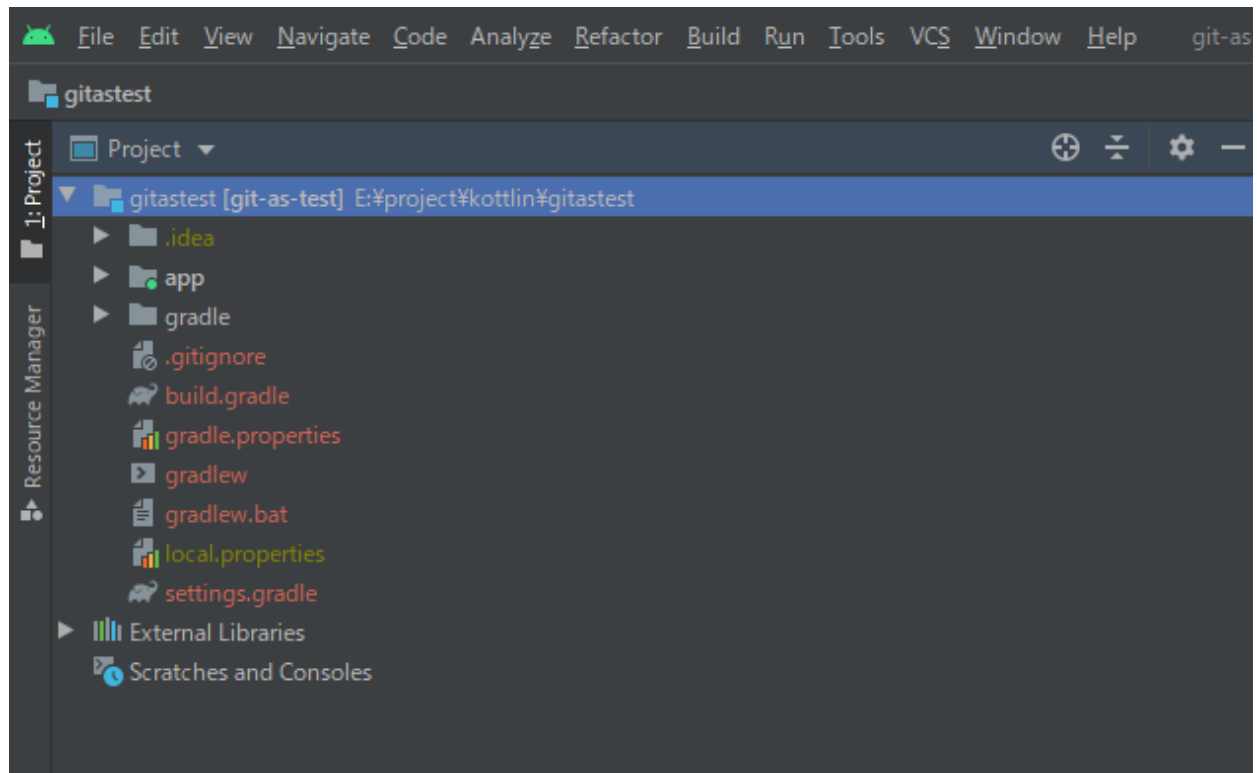 File Edit View Navigate Code Analyze Refactor Build Run Tools VCS Window Help git-as
gitastest
1: Project
Resource Manager
Project
gitastest [git-as-test] E:¥project¥kottlin¥gitastest
.idea
app
gradle
.gitignore
build.gradle
gradle.properties
gradlew
gradlew.bat
local.properties
settings.gradle
External Libraries
Scratches and Consoles